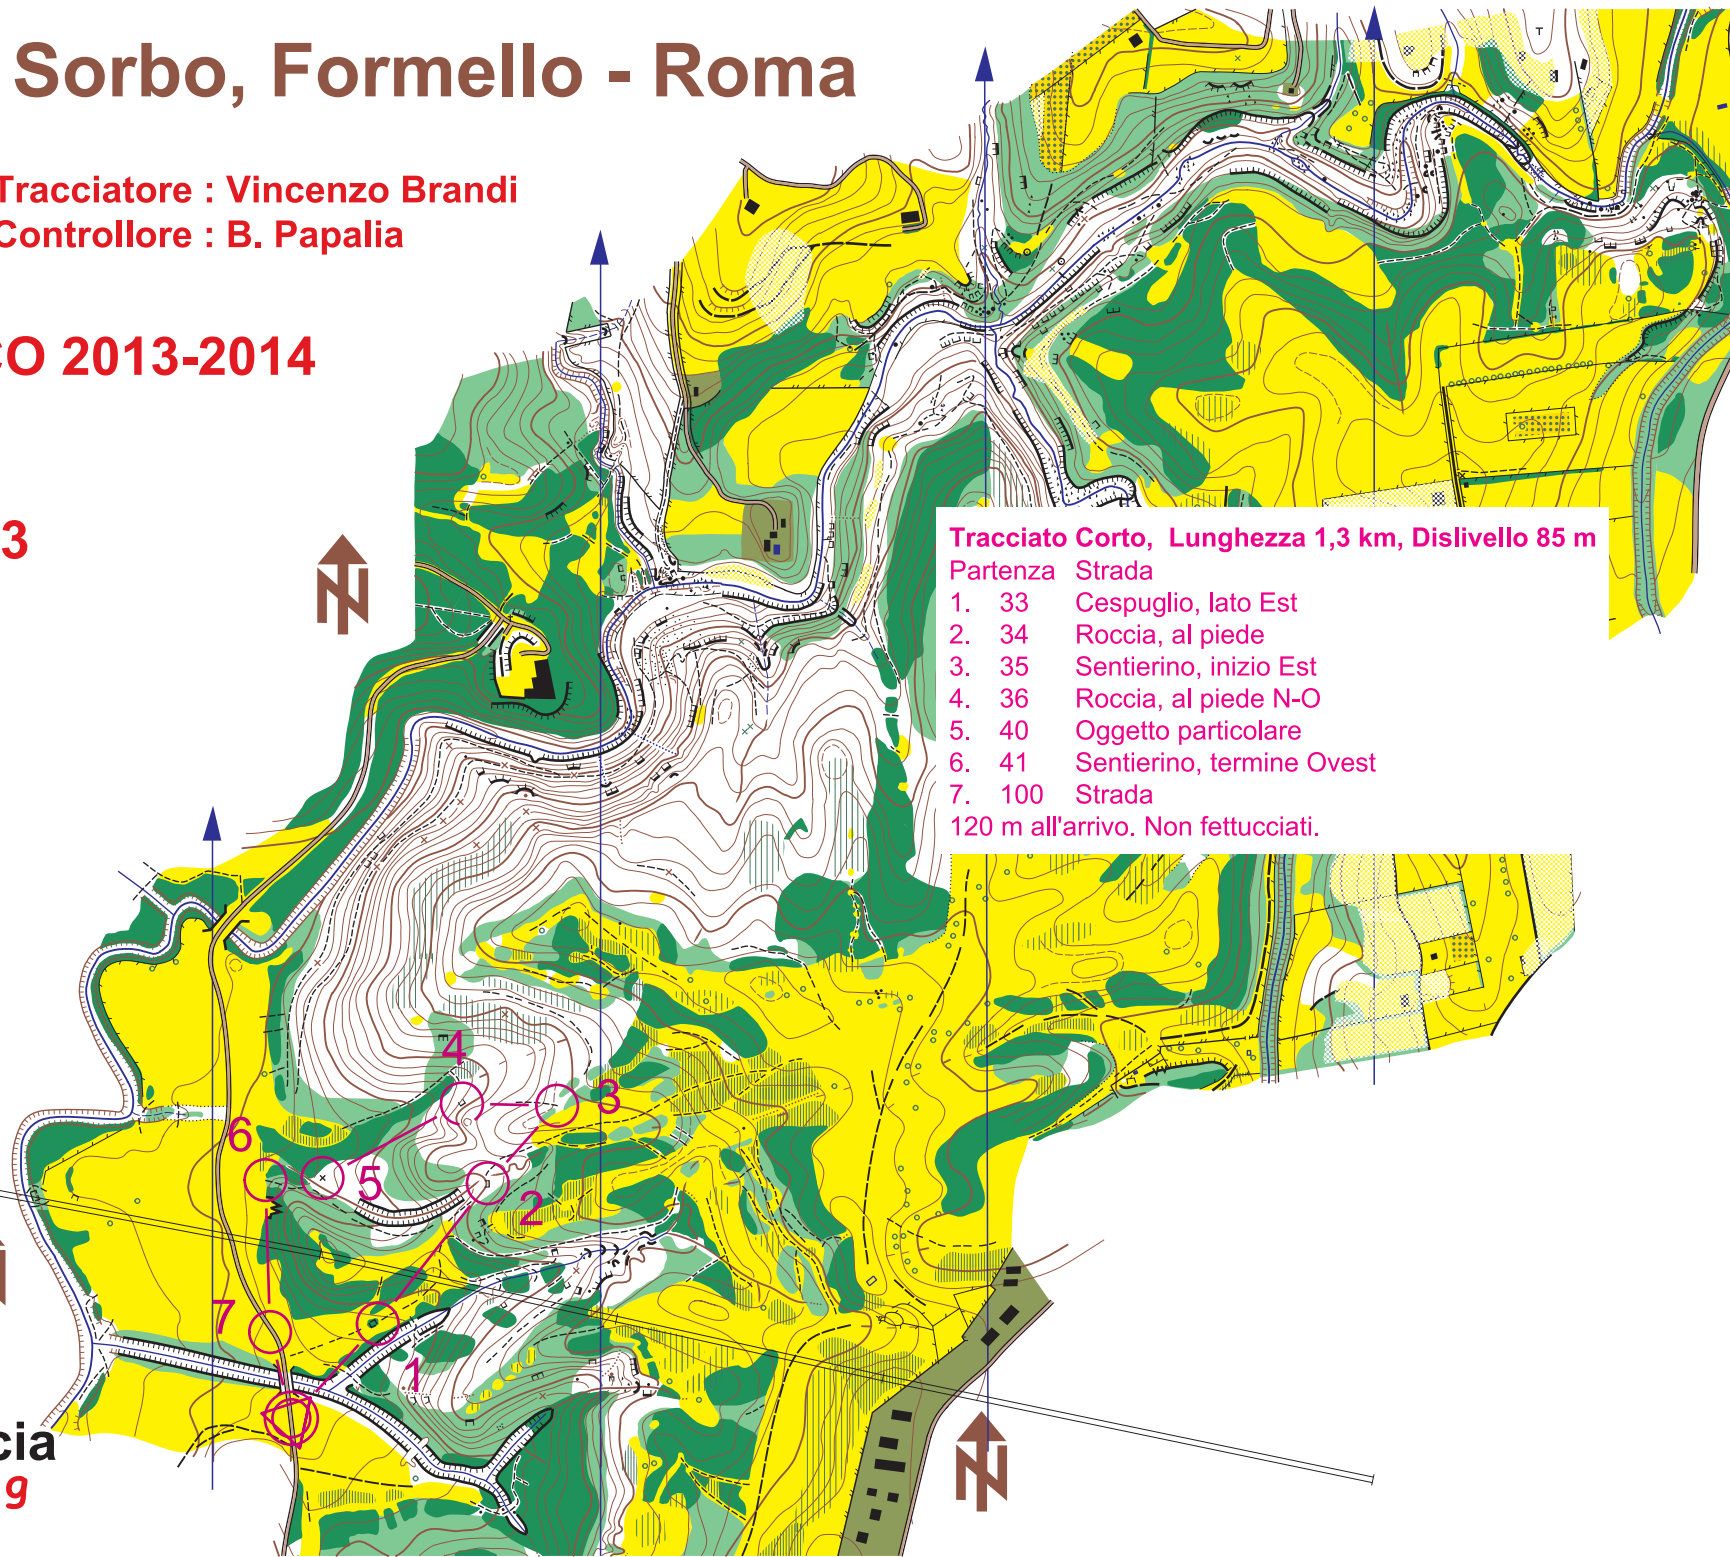 Sorbo, Formello - Roma
Tracciatore : Vincenzo Brandi
Controllore : B. Papalia
CO 2013-2014
3
N
Tracciato Corto, Lunghezza 1,3 km, Dislivello 85 m
Partenza Strada
1. 33 Cespuglio, lato Est
2. 34 Roccia, al piede
3. 35 Sentierino, inizio Est
4. 36 Roccia, al piede N-O
5. 40 Oggetto particolare
6. 41 Sentierino, termine Ovest
7. 100 Strada
120 m all'arrivo. Non fettucciati.
4
3
6
5
2
7
1
cia
g
N